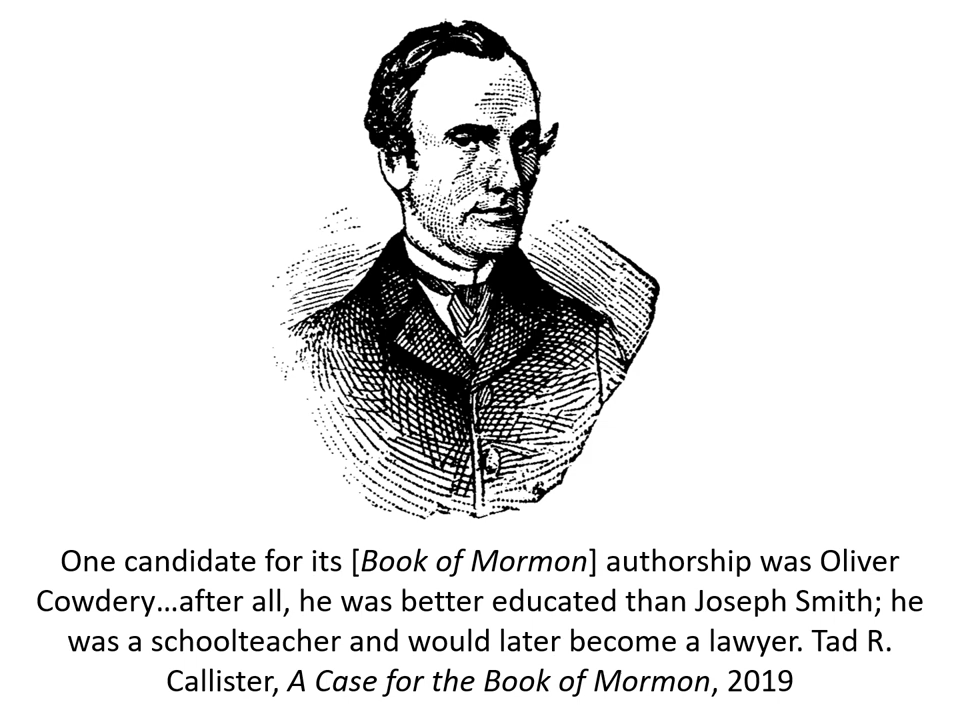 One candidate for its [Book of Mormon] authorship was Oliver
Cowdery…after all, he was better educated than Joseph Smith; he
was a schoolteacher and would later become a lawyer. Tad R.
Callister, A Case for the Book of Mormon, 2019